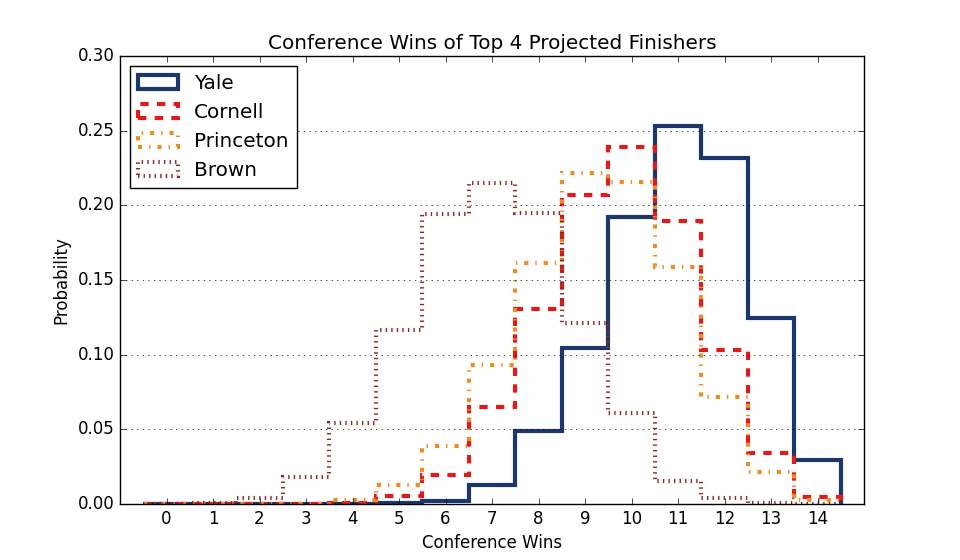 Conference Wins of Top 4 Projected Finishers
0.30
0.25
0.20
0.15
0.10
0.05
0.00
Probability
Yale
Cornell
Princeton
Brown
0 1 2 3 4 5 6 7 8 9 10 11 12 13 14
Conference Wins